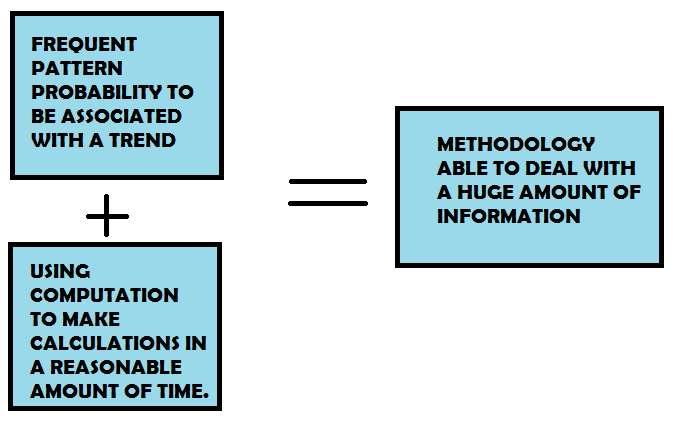 FREQUENT
PATTERN
PROBABILITY TO
BE ASSOCIATED
WITH A TREND
+
USING
COMPUTATION
TO MAKE
CALCULATIONS IN
A REASONABLE
AMOUNT OF TIME.
=
METHODOLOGY
ABLE TO DEAL WITH
A HUGE AMOUNT OF
INFORMATION